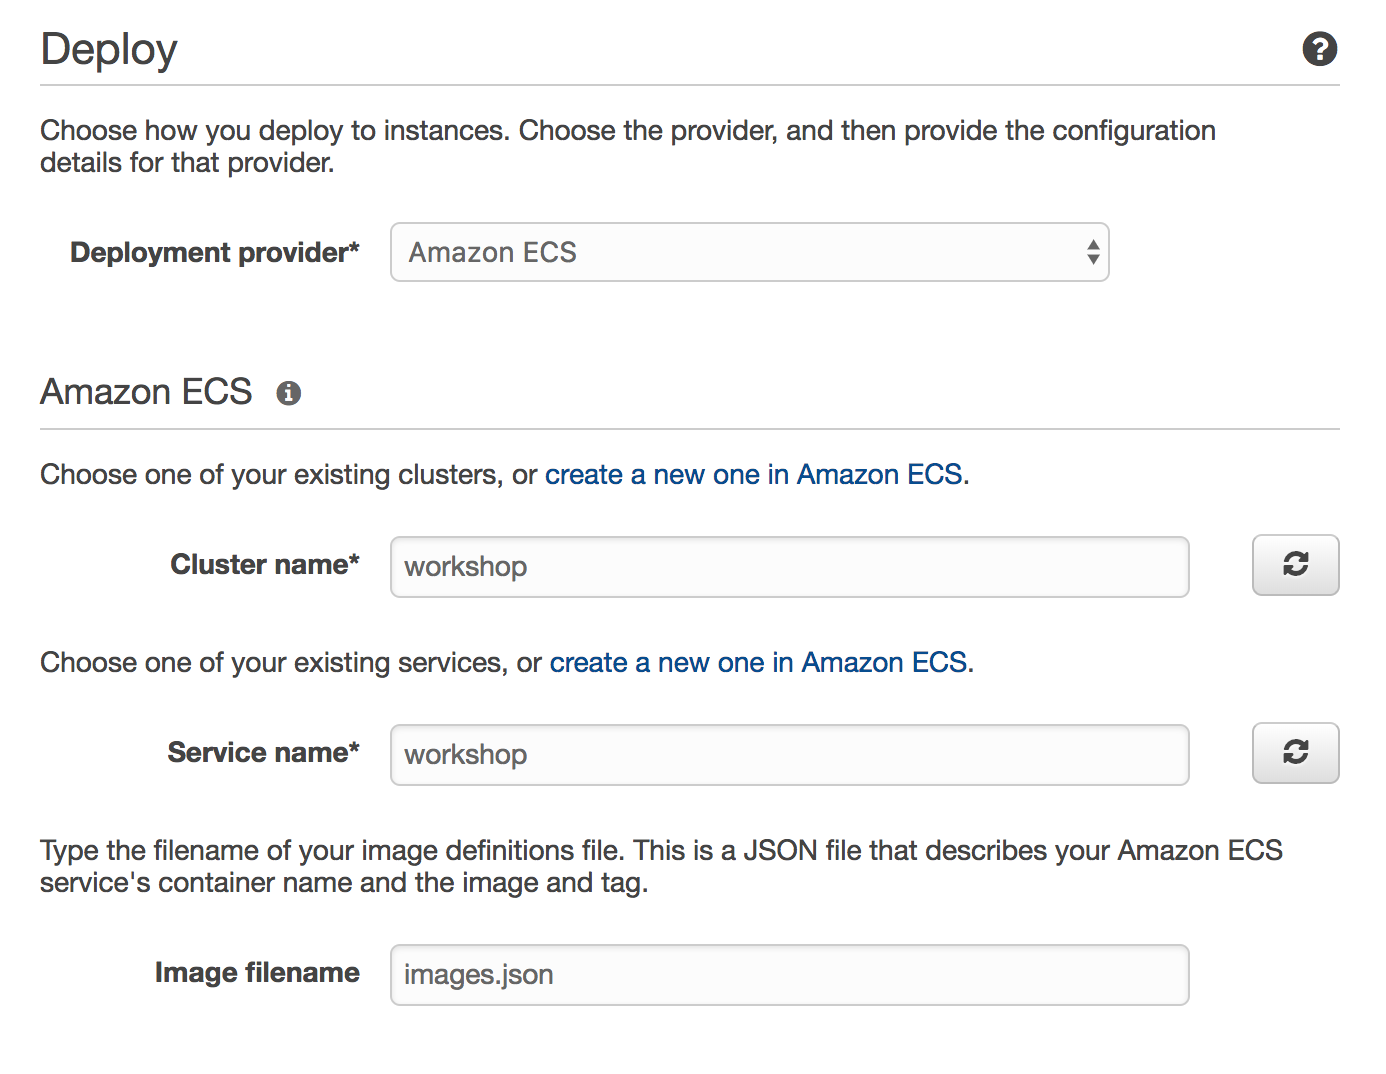 Deploy
Choose how you deploy to instances. Choose the provider, and then provide the configuration
details for that provider.
Deployment provider* Amazon ECS
Amazon ECS
Choose one of your existing clusters, or create a new one in Amazon ECS.
Cluster name* workshop
Choose one of your existing services, or create a new one in Amazon ECS.
Service name* workshop
Type the filename of your image definitions file. This is a JSON file that describes your Amazon ECS
service's container name and the image and tag.
Image filename images.json